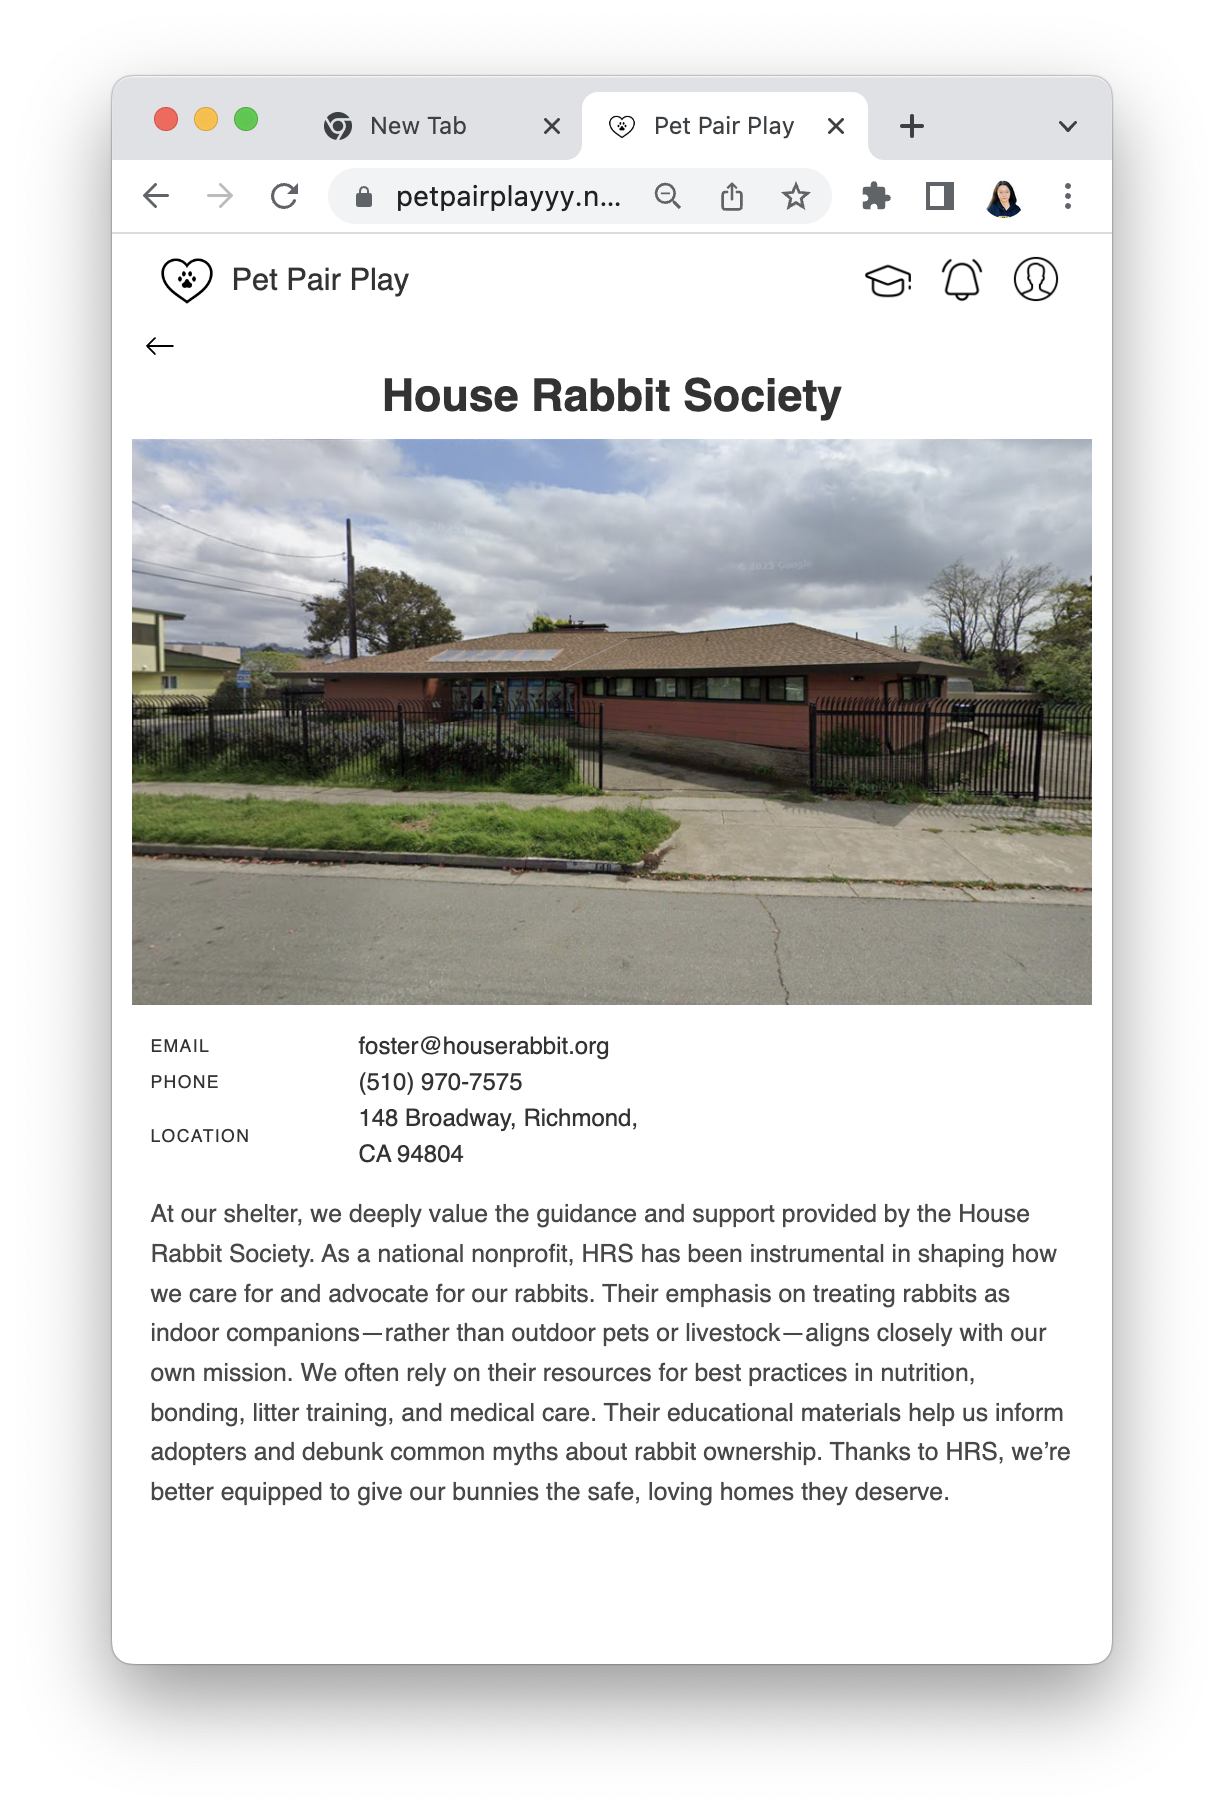 New Tab
Pet Pair Play
petpairplayyy.n...
Pet Pair Play
House Rabbit Society
© 2025 Google
EMAIL foster@houserabbit.org
PHONE (510) 970-7575
LOCATION 148 Broadway, Richmond,
CA 94804
At our shelter, we deeply value the guidance and support provided by the House
Rabbit Society. As a national nonprofit, HRS has been instrumental in shaping how
we care for and advocate for our rabbits. Their emphasis on treating rabbits as
indoor companions—rather than outdoor pets or livestock—aligns closely with our
own mission. We often rely on their resources for best practices in nutrition,
bonding, litter training, and medical care. Their educational materials help us inform
adopters and debunk common myths about rabbit ownership. Thanks to HRS, we’re
better equipped to give our bunnies the safe, loving homes they deserve.